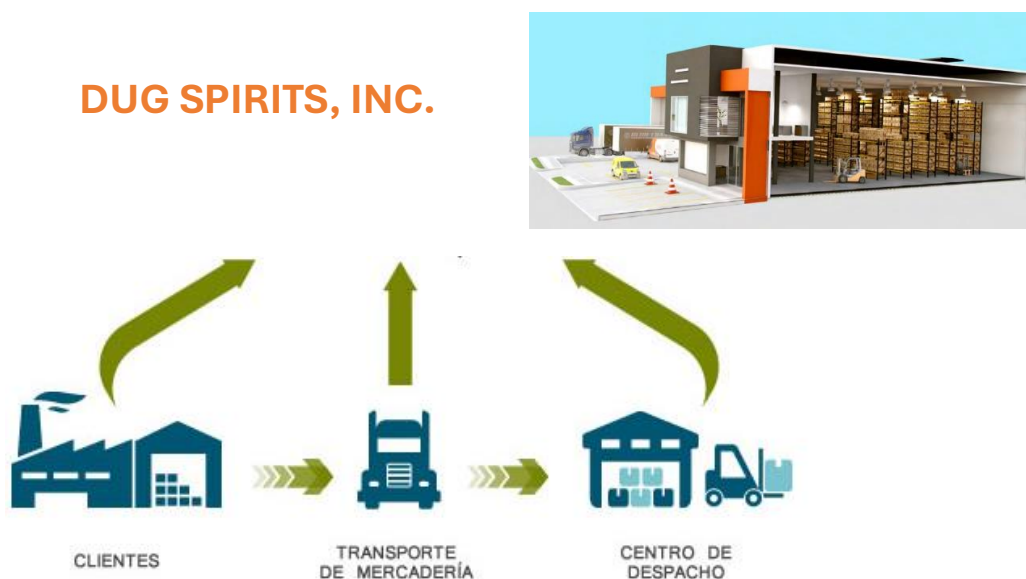 DUG SPIRITS, INC.
CLIENTES
TRANSPORTE
DE MERCADERÍA
CENTRO DE
DESPACHO